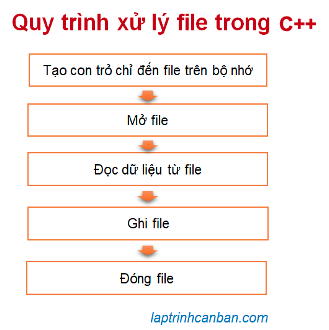 Quy trình xử lý file trong C++
Tạo con trỏ chỉ đến file trên bộ nhớ
Mở file
Đọc dữ liệu từ file
Ghi file
Đóng file
laptrinhcanban.com